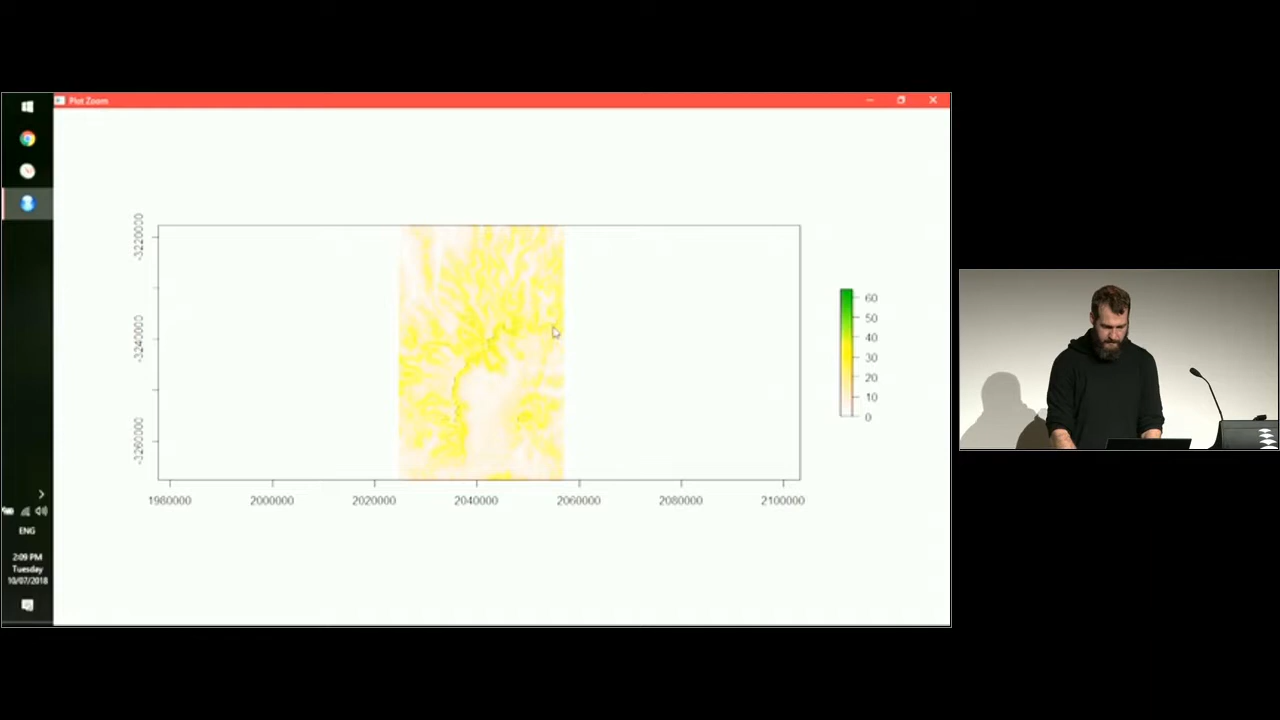 Plot Zoom
-3220000
-3240000
-3260000
1980000 2000000 2020000 2040000 2060000 2080000 2100000
60
50
40
30
20
10
0
ENG
2:09 PM
Tuesday
10/07/2018